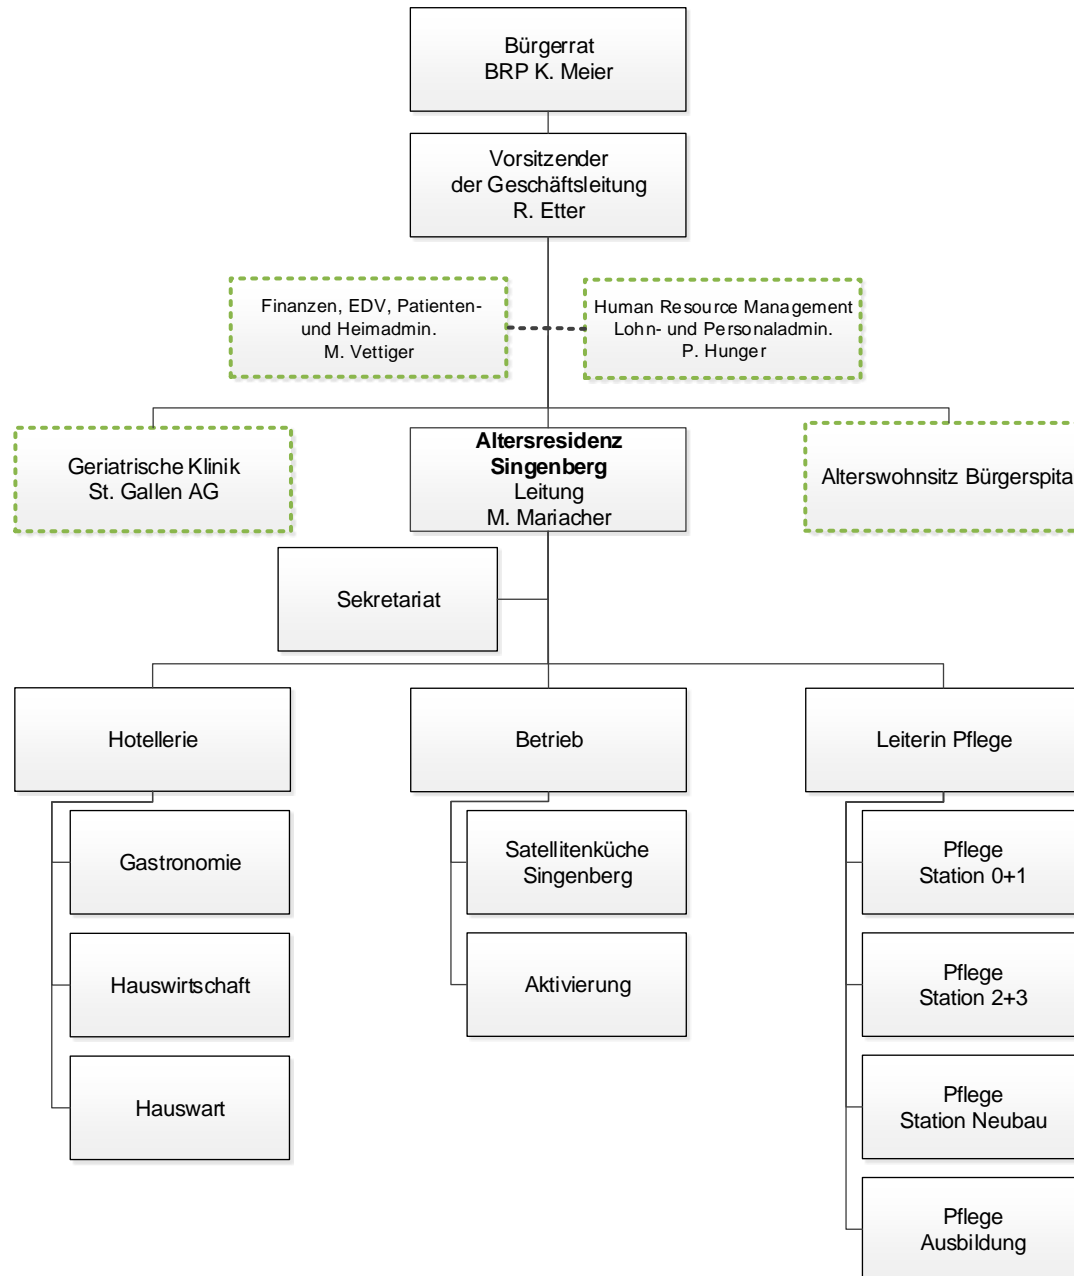 Bürgerrat
BRP K. Meier
Vorsitzender
der Geschäftsleitung
R. Etter
Finanzen, EDV, Patienten-
und Heimadmin.
M. Vettiger
Human Resource Management
Lohn- und Personaladmin.
P. Hunger
Geriatrische Klinik
St. Gallen AG
Altersresidenz
Singenberg
Leitung
M. Mariacher
Alterswohnsitz Bürgerspital
Sekretariat
Hotellerie
Betrieb
Leiterin Pflege
Gastronomie
Hauswirtschaft
Hauswart
Satellitenküche
Singenberg
Aktivierung
Pflege
Station 0+1
Pflege
Station 2+3
Pflege
Station Neubau
Pflege
Ausbildung